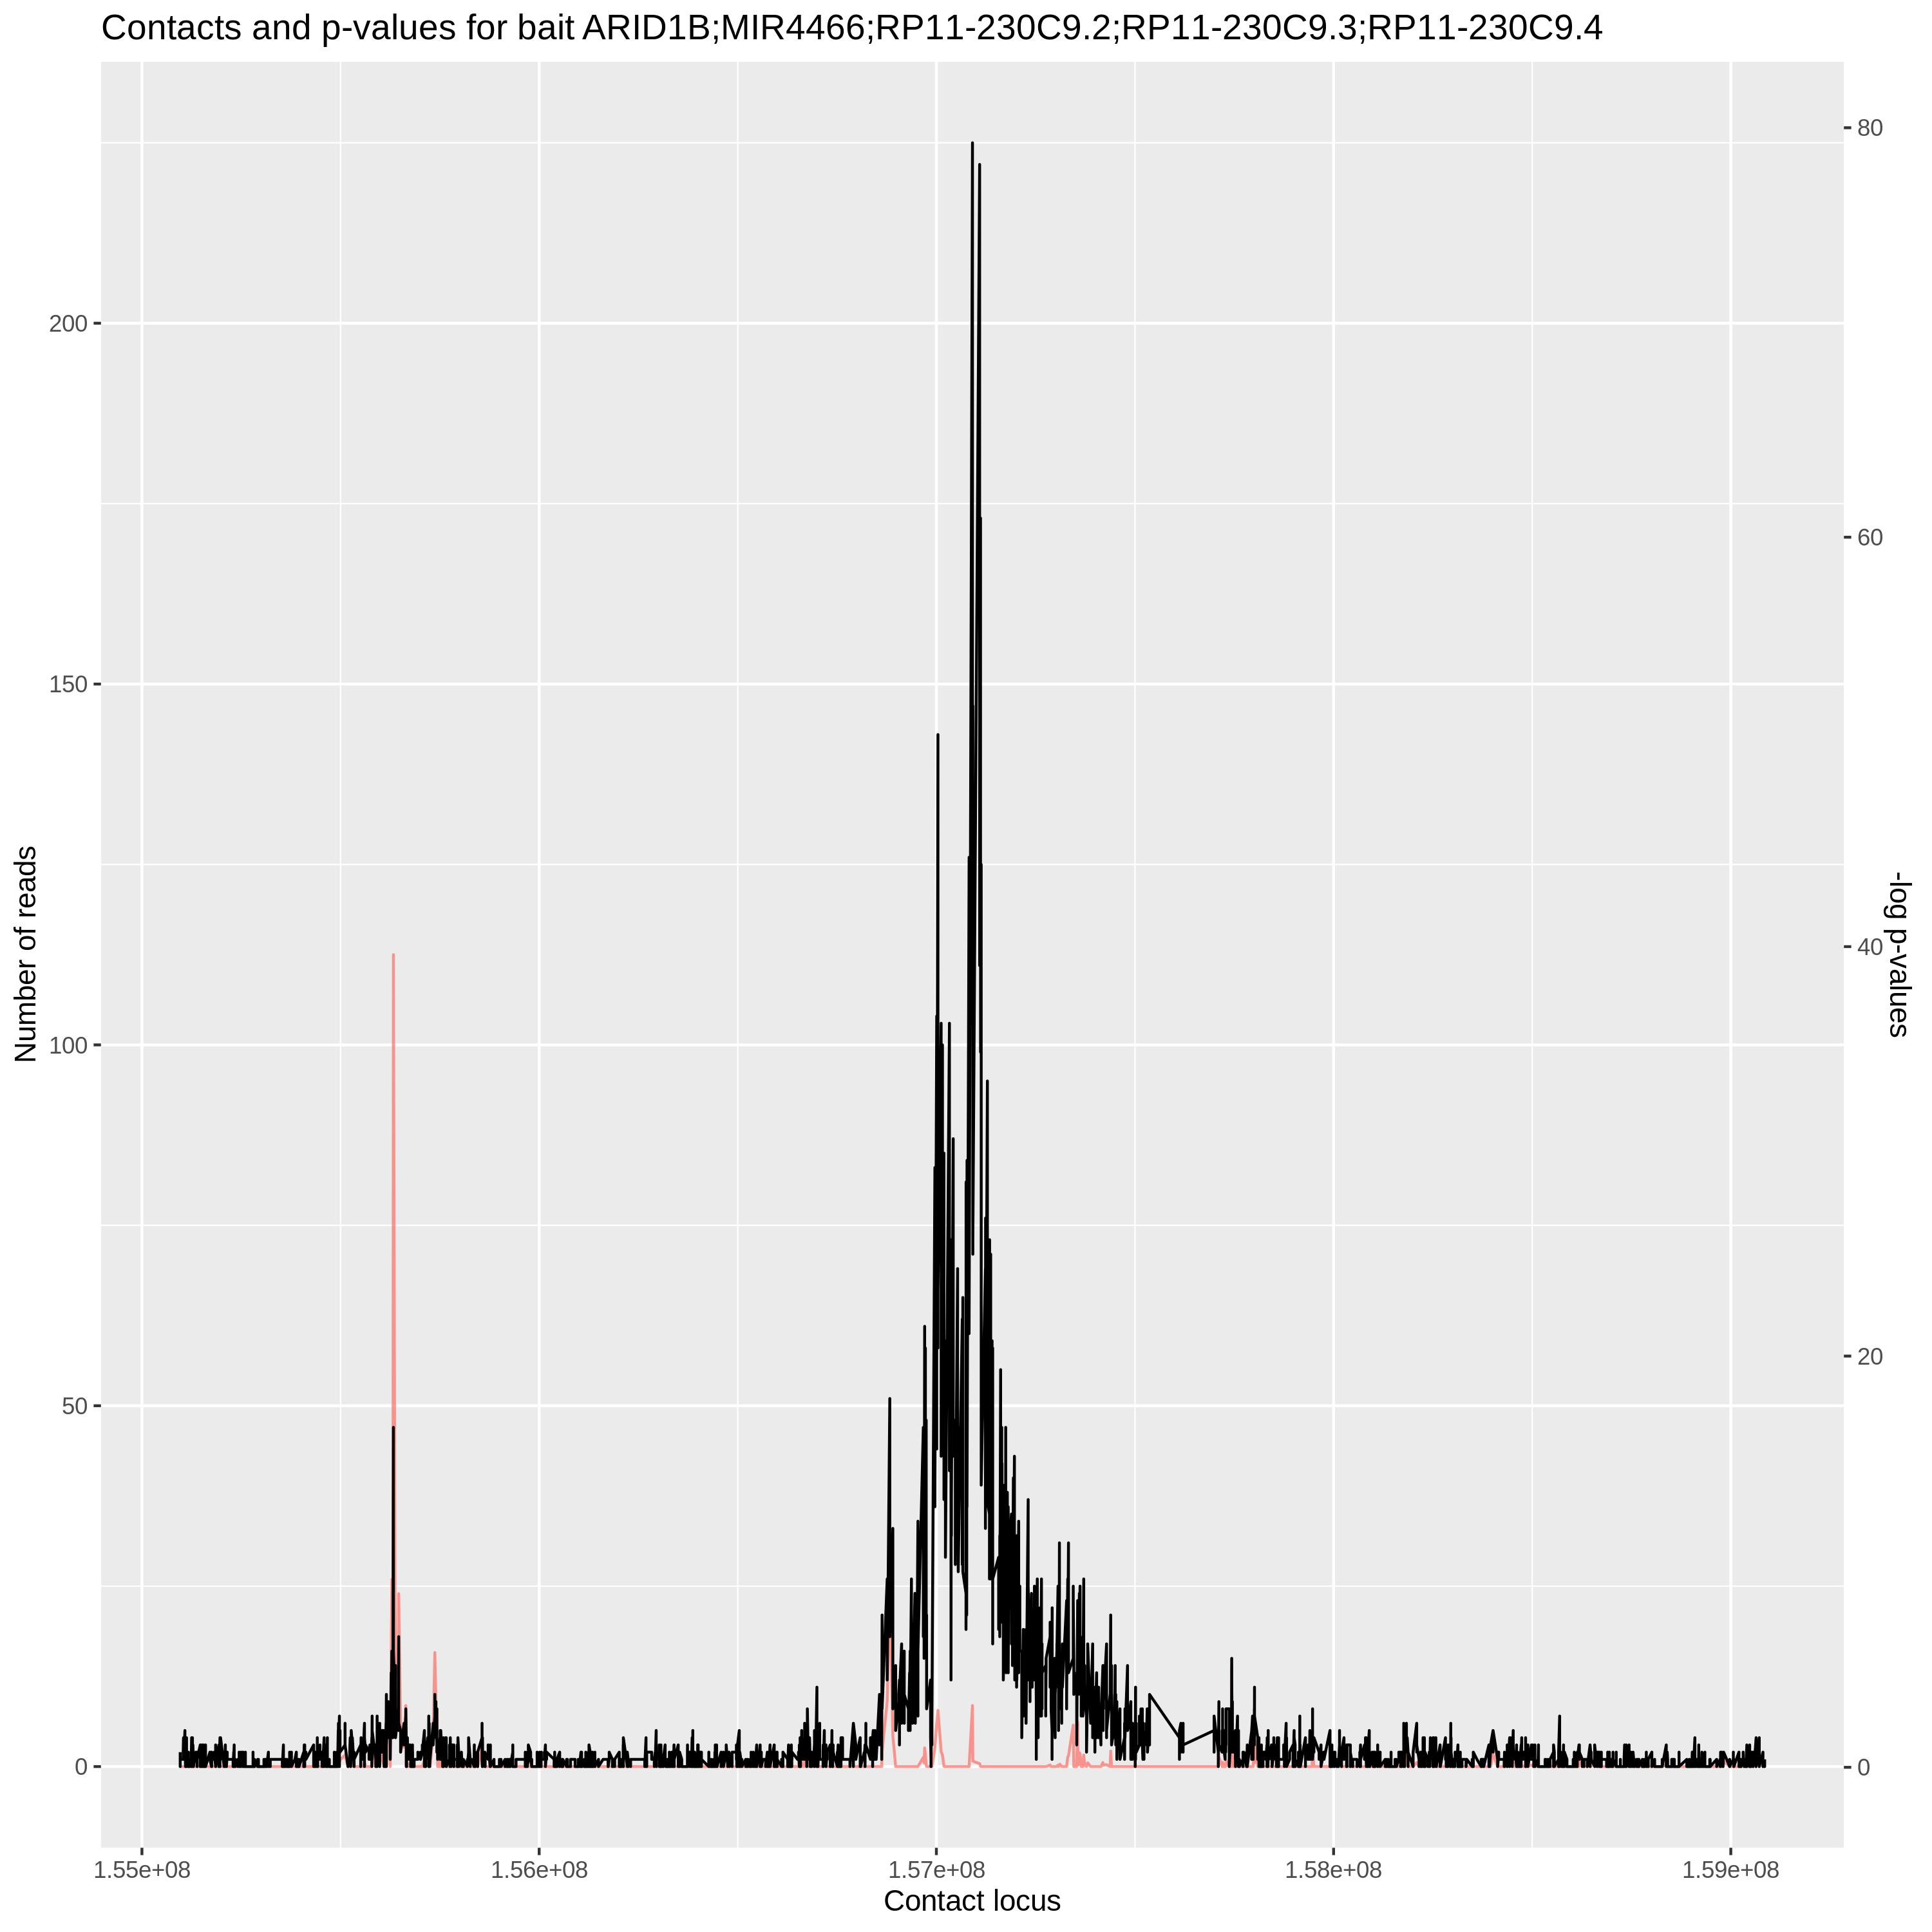 Contacts and p-values for bait ARID1B;MIR4466;RP11-230C9.2;RP11-230C9.3;RP11-230C9.4
Number of reads
200
150
100
50
0
80
60
40
20
0
-log p-values
1.55e+08
1.56e+08
1.57e+08
1.58e+08
1.59e+08
Contact locus